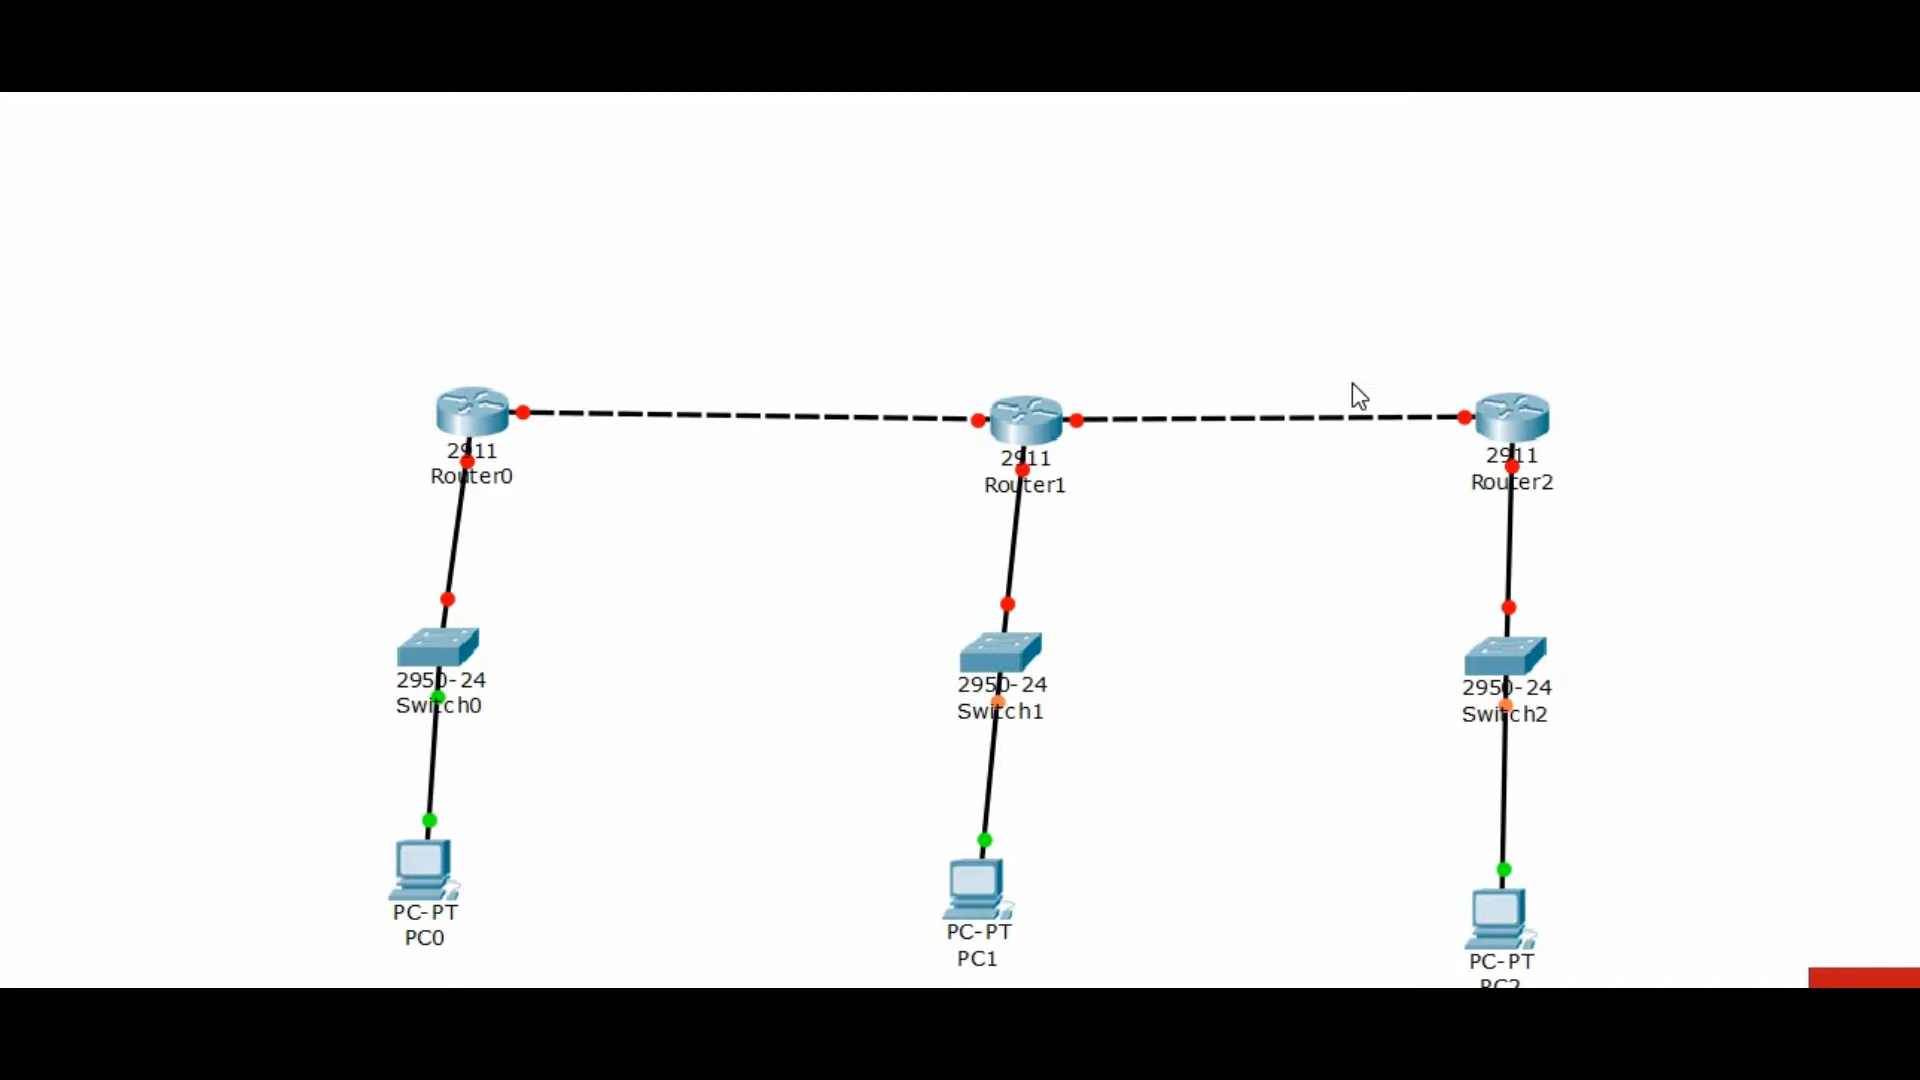 2911
Router0
2911
Router1
2911
Router2
2950-24
Switch0
2950-24
Switch1
2950-24
Switch2
PC-PT
PC0
PC-PT
PC1
PC-PT
PC2